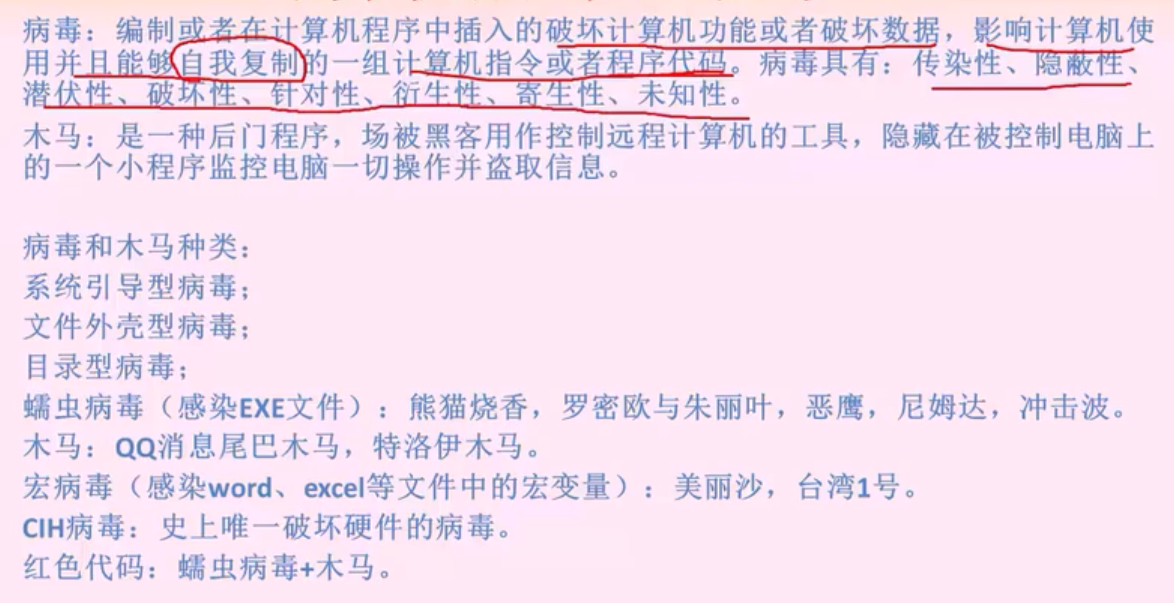 病毒：编制或者在计算机程序中插入的破坏计算机功能或者破坏数据，影响计算机使
用并且能够自我复制的一组计算机指令或者程序代码。病毒具有：传染性、隐蔽性、
潜伏性、破坏性、针对性、衍生性、寄生性、未知性。
木马：是一种后门程序，场被黑客用作控制远程计算机的工具，隐藏在被控制电脑上
的一个小程序监控电脑一切操作并盗取信息。
病毒和木马种类：
系统引导型病毒；
文件外壳型病毒；
目录型病毒；
蠕虫病毒（感染EXE文件）：熊猫烧香，罗密欧与朱丽叶，恶鹰，尼姆达，冲击波。
木马：QQ消息尾巴木马，特洛伊木马。
宏病毒（感染word、excel等文件中的宏变量）：美丽沙，台湾1号。
CIH病毒：史上唯一破坏硬件的病毒。
红色代码：蠕虫病毒+木马。